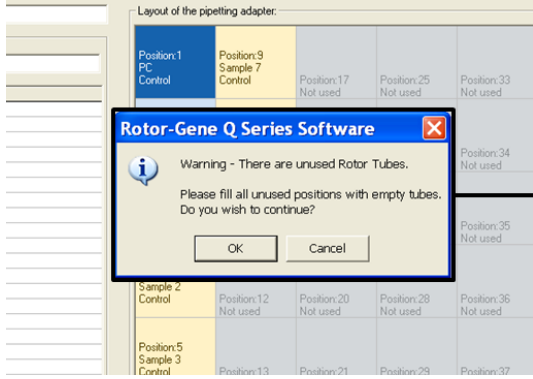 Layout of the pipetting adapter:
Position:1
PC
Control
Position:9
Sample 7
Control
Position:17
Not used
Position:25
Not used
Position:33
Not used
Rotor-Gene Q Series Software
Warning - There are unused Rotor Tubes.
Please fill all unused positions with empty tubes.
Do you wish to continue?
OK
Cancel
Position:34
Not used
Position:35
Not used
Sample 2
Control
Position:12
Not used
Position:20
Not used
Position:28
Not used
Position:36
Not used
Position:5
Sample 3
Control
Position:13
Position:21
Position:29
Position:37